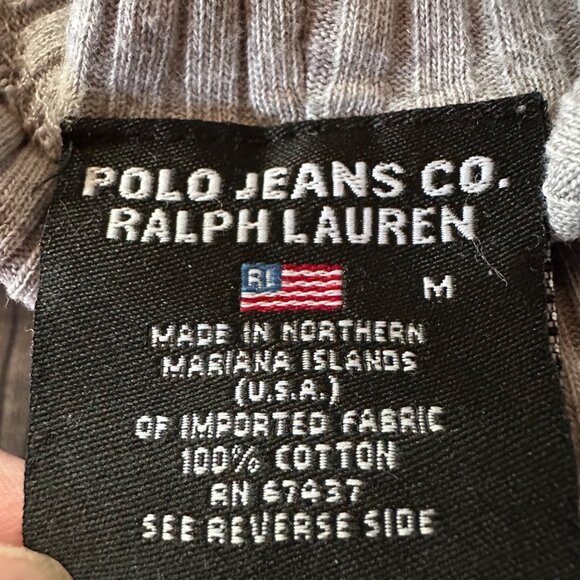 POLO JEANS CO.
RALPH LAUREN
RL
M
MADE IN NORTHERN
MARIANA ISLANDS
(U.S.A.)
OF IMPORTED FABRIC
100% COTTON
RN 67437
SEE REVERSE SIDE